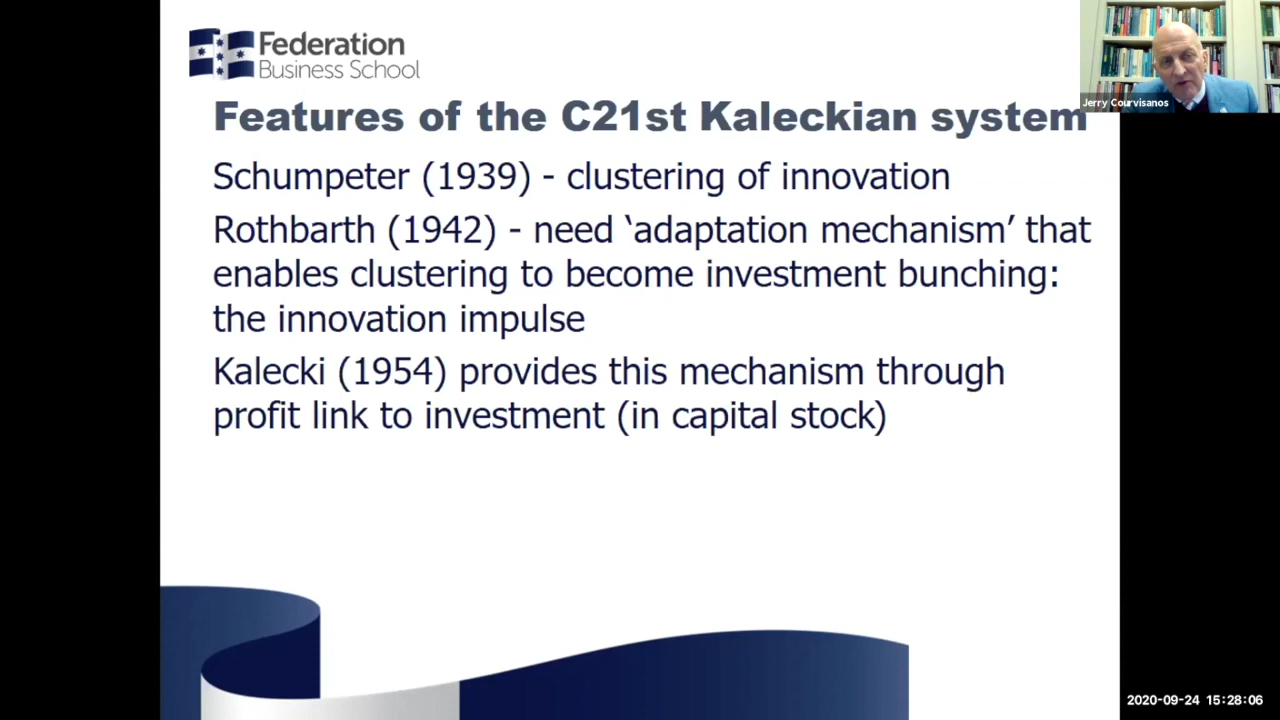 Federation
Business School
Jerry Courvisanos
Features of the C21st Kaleckian system
Schumpeter (1939) - clustering of innovation
Rothbarth (1942) - need ‘adaptation mechanism’ that
enables clustering to become investment bunching:
the innovation impulse
Kalecki (1954) provides this mechanism through
profit link to investment (in capital stock)
2020-09-24 15:28:06